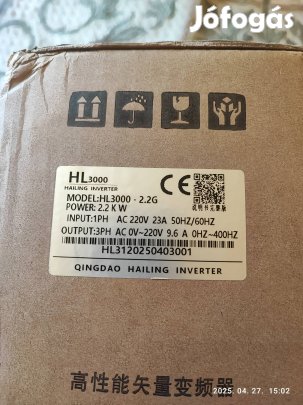 Jófogás
HL3000
HAILING INVERTER
MODEL:HL3000 - 2.2G
POWER: 2.2 K W
INPUT:1PH AC 220V 23A 50HZ/60HZ
OUTPUT:3PH AC 0V~220V 9.6 A 0HZ~400HZ
HL3120250403001
QINGDAO HAILING INVERTER
高性能矢量变频器
2025. 04. 27. 15:02